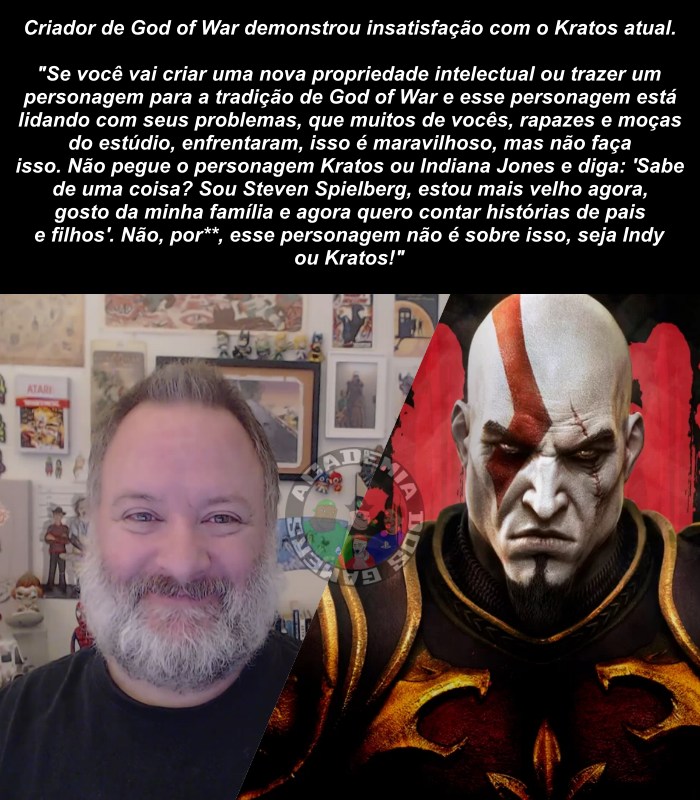 Criador de God of War demonstrou insatisfação com o Kratos atual.
"Se você vai criar uma nova propriedade intelectual ou trazer um
personagem para a tradição de God of War e esse personagem está
lidando com seus problemas, que muitos de vocês, rapazes e moças
do estúdio, enfrentaram, isso é maravilhoso, mas não faça
isso. Não pegue o personagem Kratos ou Indiana Jones e diga: 'Sabe
de uma coisa? Sou Steven Spielberg, estou mais velho agora,
gosto da minha família e agora quero contar histórias de pais
e filhos'. Não, por**, esse personagem não é sobre isso, seja Indy
ou Kratos!"
ATARI
ACADEMIA
DOS GAMERS